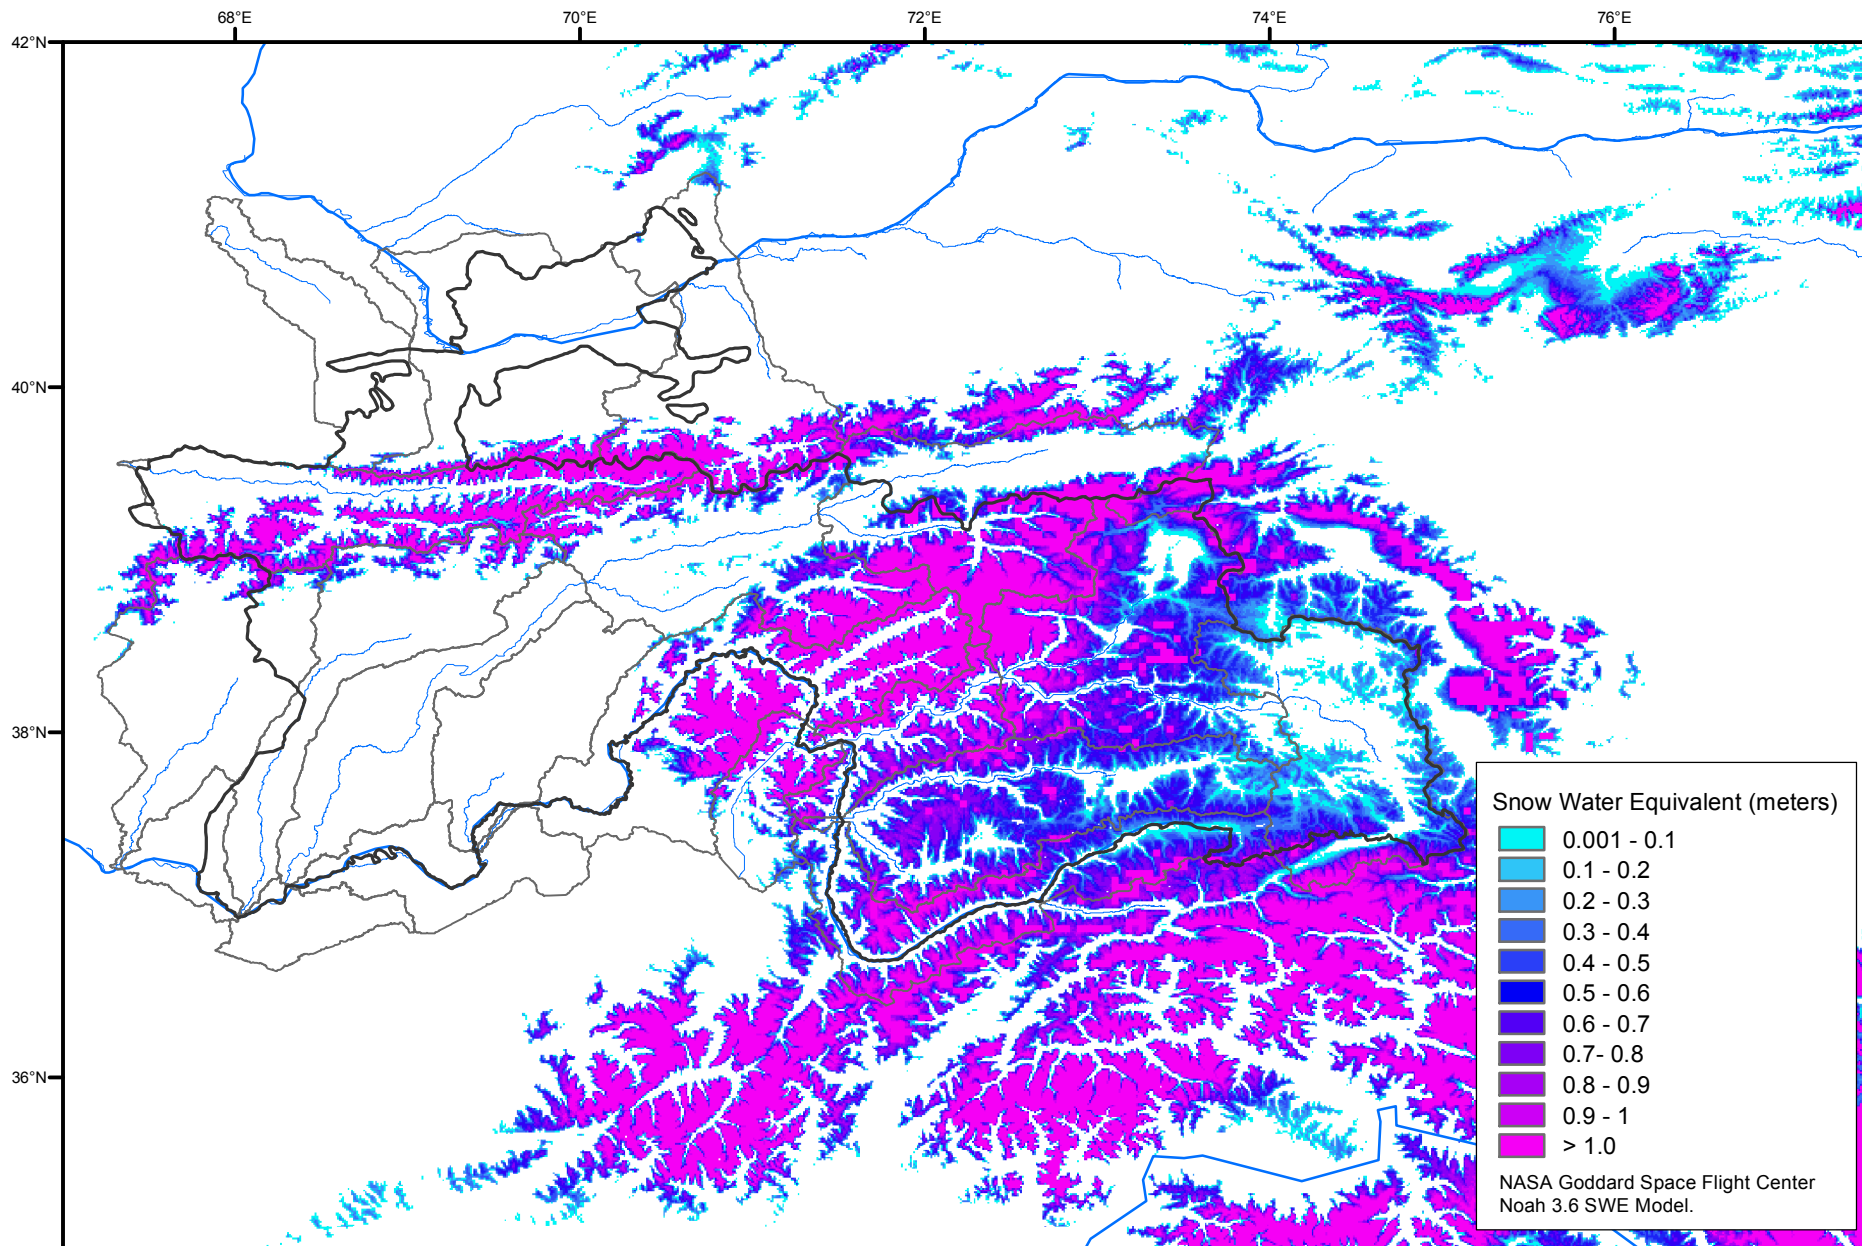 68°E
70°E
72°E
74°E
76°E
42°N
40°N
38°N
36°N
Snow Water Equivalent (meters)
0.001 - 0.1
0.1 - 0.2
0.2 - 0.3
0.3 - 0.4
0.4 - 0.5
0.5 - 0.6
0.6 - 0.7
0.7- 0.8
0.8 - 0.9
0.9 - 1
> 1.0
NASA Goddard Space Flight Center
Noah 3.6 SWE Model.